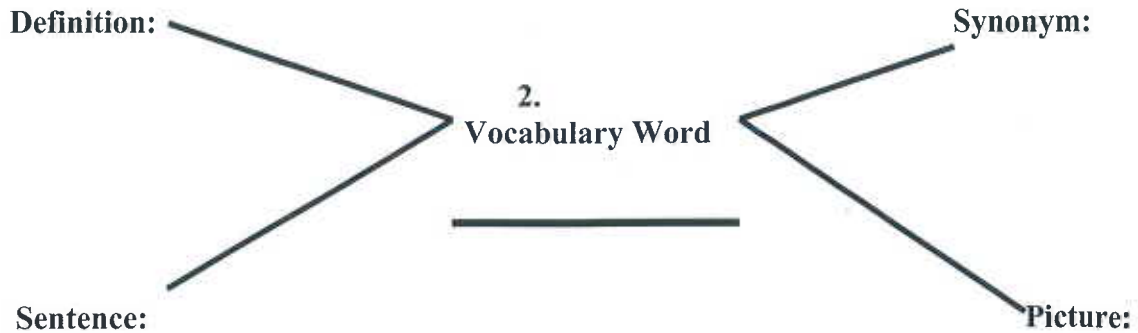 Definition:
Synonym:
2.
Vocabulary Word
Sentence:
Picture: